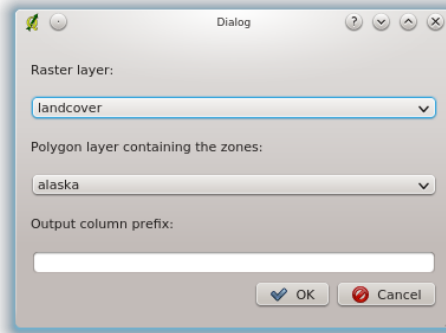 Dialog
Raster layer:
landcover
Polygon layer containing the zones:
alaska
Output column prefix:
OK Cancel